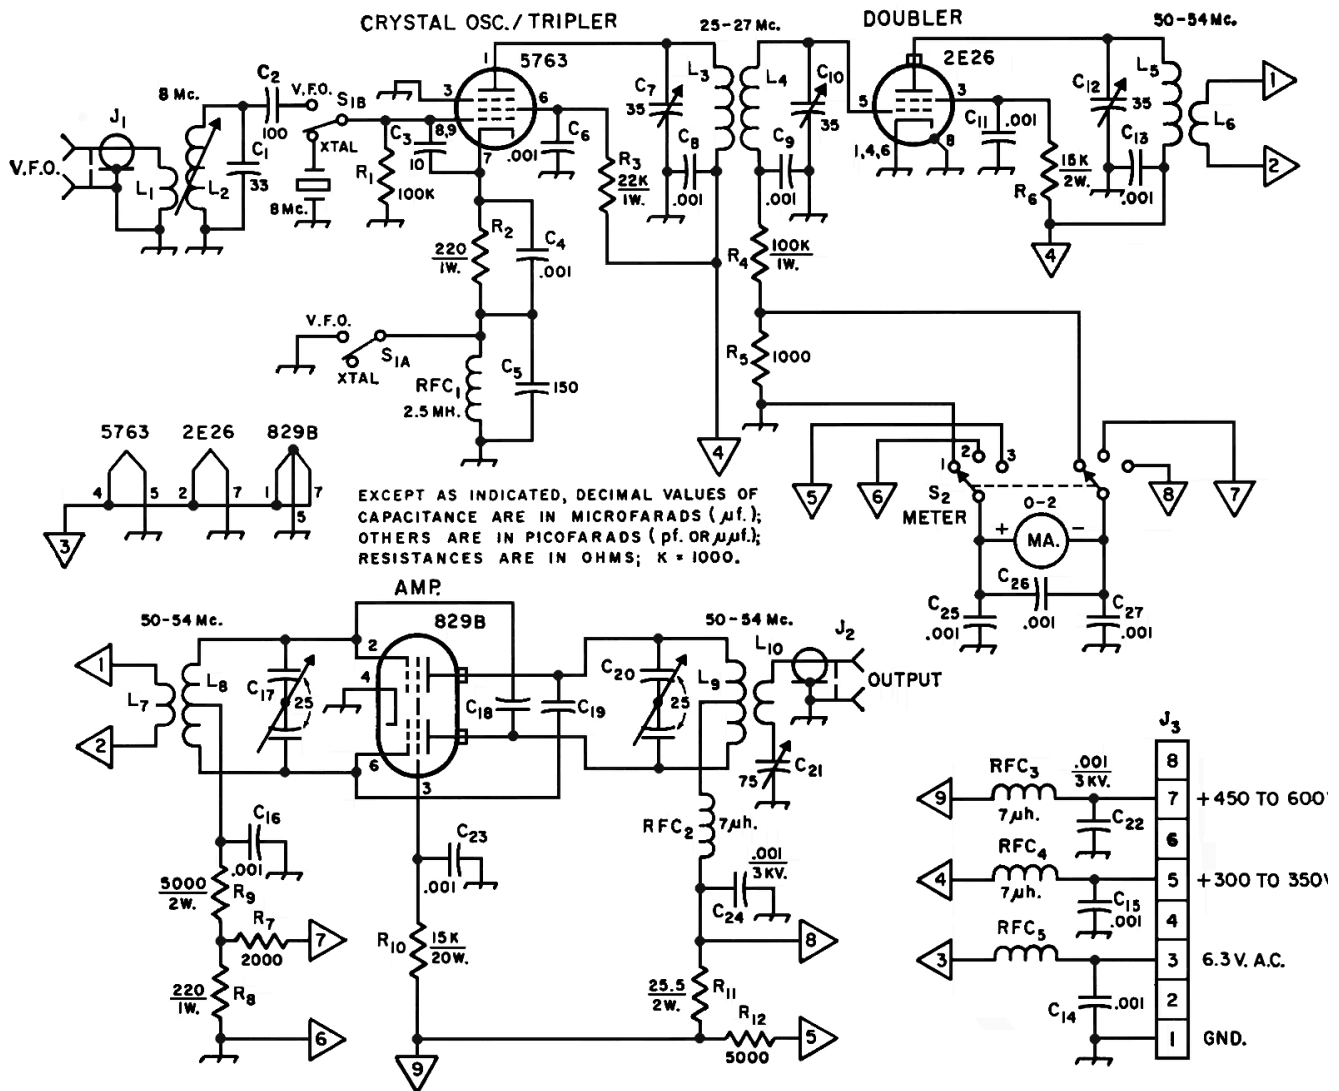 CRYSTAL OSC./TRIPLER
5763
25-27 Mc.
DOUBLER
2E26
50-54 Mc.
J1
V.F.O.
8 Mc.
L1
L2
C1
33
C2
100
V.F.O.
S1B
XTAL
8 Mc.
R1
100K
C3
10
1
3
8,9
7
6
.001
C6
R2
220
1W.
C4
.001
R3
22K
1W.
C7
35
L3
C8
.001
L4
C9
.001
C10
35
5
3
8
1,4,6
C11
.001
R6
15K
2W.
4
C12
35
C13
.001
L5
L6
1
2
V.F.O.
S1A
XTAL
RFC1
2.5 MH.
C5
150
R4
100K
1W.
R5
1000
4
5763
2E26
829B
4
5
2
7
1
7
5
3
EXCEPT AS INDICATED, DECIMAL VALUES OF
CAPACITANCE ARE IN MICROFARADS (µf.);
OTHERS ARE IN PICOFARADS (pf. OR µµf.);
RESISTANCES ARE IN OHMS; K = 1000.
5
6
1
2
3
S2
METER
8
7
0-2
+
MA.
-
C26
.001
C25
.001
C27
.001
AMP.
829B
50-54 Mc.
50-54 Mc.
1
2
L7
L8
C17
25
2
4
6
3
C18
C19
C20
25
L9
L10
J2
OUTPUT
75
C21
C16
.001
5000
2W.
R9
R7
2000
7
220
1W.
R8
6
C23
.001
R10
15K
20W.
9
RFC2
7µh.
.001
3KV.
C24
8
25.5
2W.
R11
R12
5000
5
J3
8
7
6
5
4
3
2
1
9
RFC3
7µh.
.001
3KV.
C22
+450 TO 600V
4
RFC4
7µh.
C15
.001
+300 TO 350V
3
RFC5
C14
.001
6.3 V. A.C.
GND.